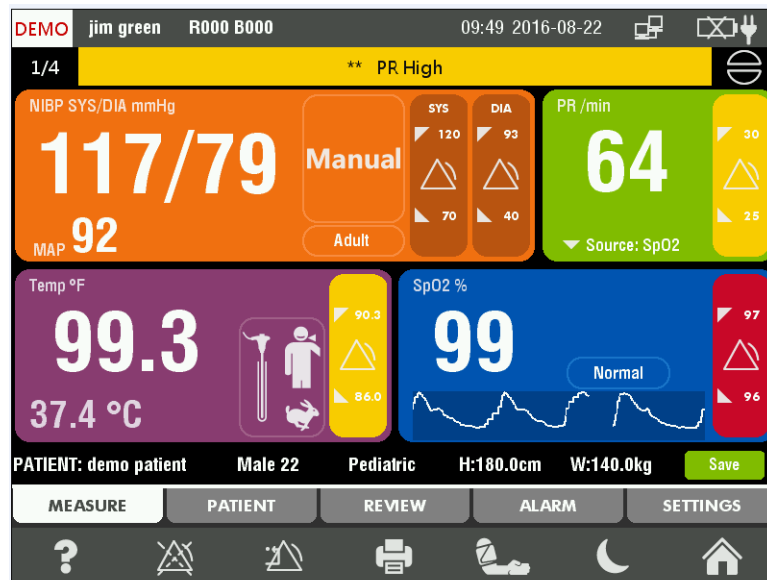 DEMO jim green R000 B000 09:49 2016-08-22
1/4 ** PR High
NIBP SYS/DIA mmHg
117/79
MAP 92
Manual
Adult
SYS
120
70
DIA
93
40
PR /min
64
Source: SpO2
30
25
Temp °F
99.3
37.4 °C
90.3
86.0
SpO2 %
99
Normal
97
96
PATIENT: demo patient Male 22 Pediatric H:180.0cm W:140.0kg Save
MEASURE PATIENT REVIEW ALARM SETTINGS
?